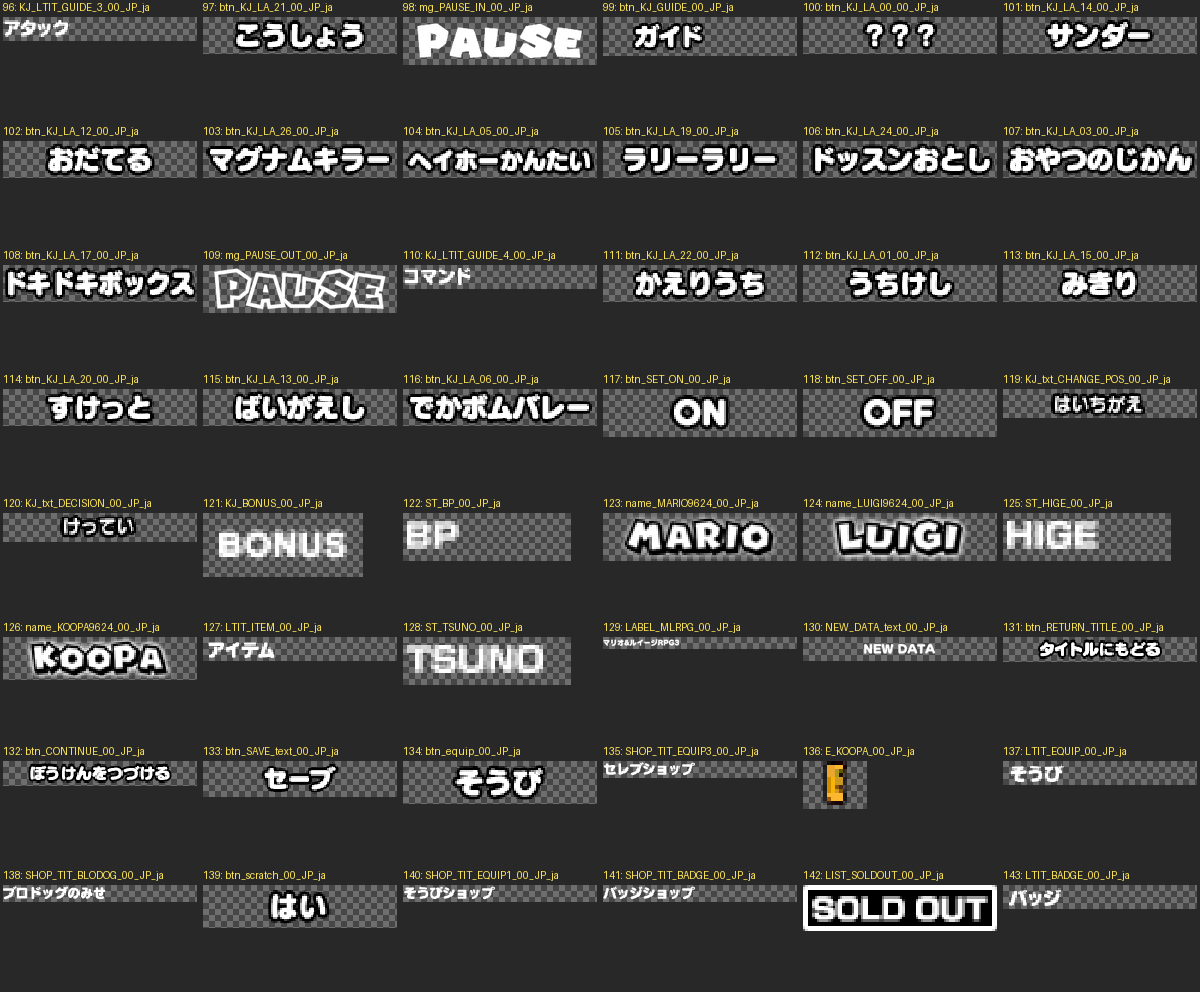 96: KJ_LTIT_GUIDE_3_00_JP_ja
アタック
97: btn_KJ_LA_21_00_JP_ja
こうしょう
98: mg_PAUSE_IN_00_JP_ja
PAUSE
99: btn_KJ_GUIDE_00_JP_ja
ガイド
100: btn_KJ_LA_00_00_JP_ja
？？？
101: btn_KJ_LA_14_00_JP_ja
サンダー
102: btn_KJ_LA_12_00_JP_ja
おだてる
103: btn_KJ_LA_26_00_JP_ja
マグナムキラー
104: btn_KJ_LA_05_00_JP_ja
ヘイホーかんたい
105: btn_KJ_LA_19_00_JP_ja
ラリーラリー
106: btn_KJ_LA_24_00_JP_ja
ドッスンおとし
107: btn_KJ_LA_03_00_JP_ja
おやつのじかん
108: btn_KJ_LA_17_00_JP_ja
ドキドキボックス
109: mg_PAUSE_OUT_00_JP_ja
PAUSE
110: KJ_LTIT_GUIDE_4_00_JP_ja
コマンド
111: btn_KJ_LA_22_00_JP_ja
かえりうち
112: btn_KJ_LA_01_00_JP_ja
うちけし
113: btn_KJ_LA_15_00_JP_ja
みきり
114: btn_KJ_LA_20_00_JP_ja
すけっと
115: btn_KJ_LA_13_00_JP_ja
ばいがえし
116: btn_KJ_LA_06_00_JP_ja
でかボムバレー
117: btn_SET_ON_00_JP_ja
ON
118: btn_SET_OFF_00_JP_ja
OFF
119: KJ_txt_CHANGE_POS_00_JP_ja
はいちがえ
120: KJ_txt_DECISION_00_JP_ja
けってい
121: KJ_BONUS_00_JP_ja
BONUS
122: ST_BP_00_JP_ja
BP
123: name_MARIO9624_00_JP_ja
MARIO
124: name_LUIGI9624_00_JP_ja
LUIGI
125: ST_HIGE_00_JP_ja
HIGE
126: name_KOOPA9624_00_JP_ja
KOOPA
127: LTIT_ITEM_00_JP_ja
アイテム
128: ST_TSUNO_00_JP_ja
TSUNO
129: LABEL_MLRPG_00_JP_ja
マリオ&ルイージRPG3
130: NEW_DATA_text_00_JP_ja
NEW DATA
131: btn_RETURN_TITLE_00_JP_ja
タイトルにもどる
132: btn_CONTINUE_00_JP_ja
ぼうけんをつづける
133: btn_SAVE_text_00_JP_ja
セーブ
134: btn_equip_00_JP_ja
そうび
135: SHOP_TIT_EQUIP3_00_JP_ja
セレブショップ
136: E_KOOPA_00_JP_ja
E
137: LTIT_EQUIP_00_JP_ja
そうび
138: SHOP_TIT_BLODOG_00_JP_ja
ブロドッグのみせ
139: btn_scratch_00_JP_ja
はい
140: SHOP_TIT_EQUIP1_00_JP_ja
そうびショップ
141: SHOP_TIT_BADGE_00_JP_ja
バッジショップ
142: LIST_SOLDOUT_00_JP_ja
SOLD OUT
143: LTIT_BADGE_00_JP_ja
バッジ